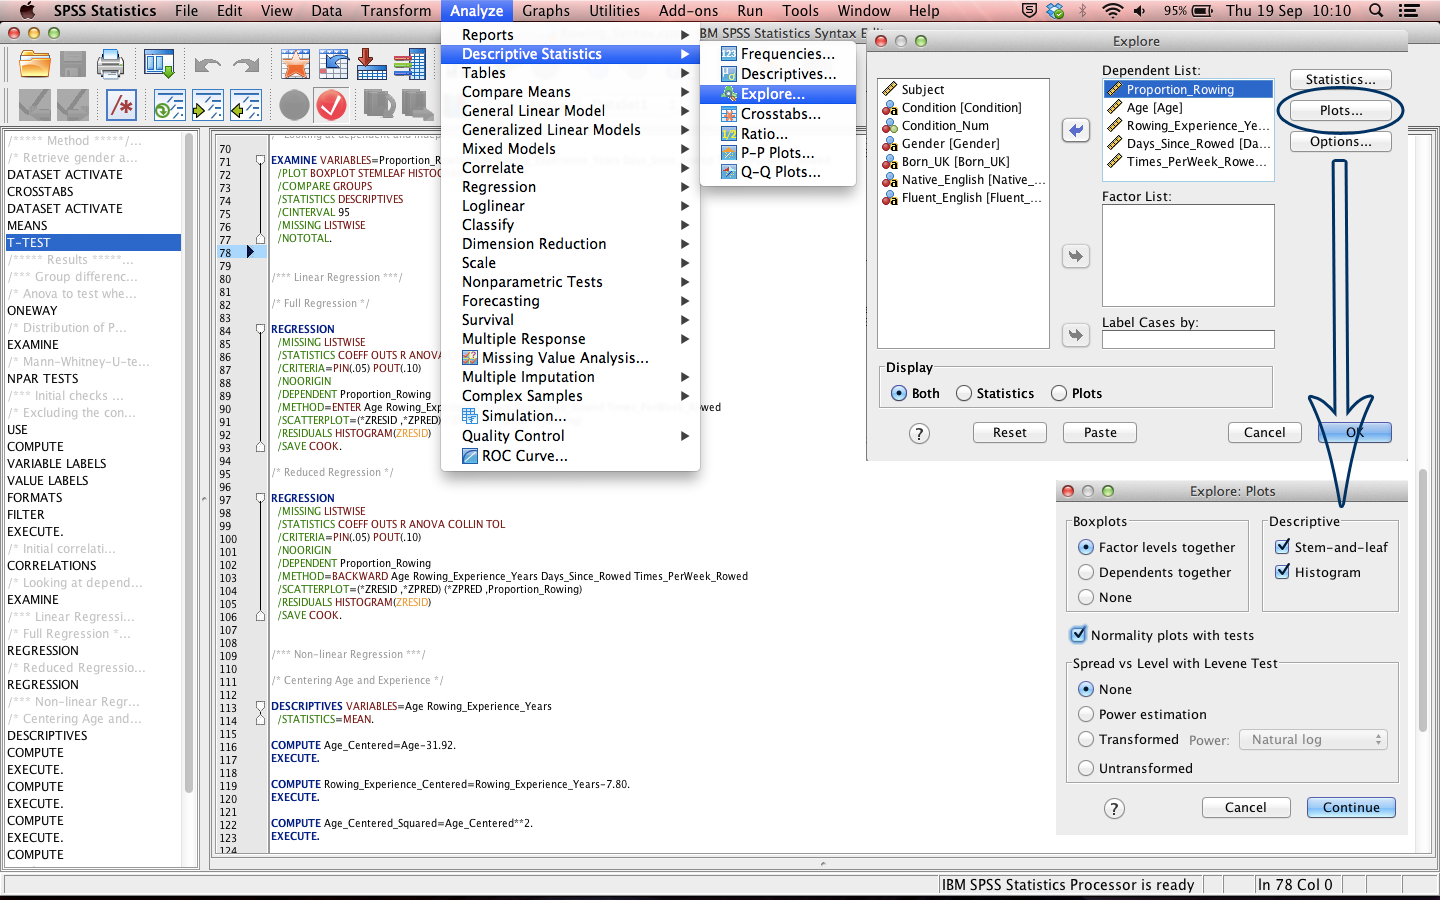 SPSS Statistics File Edit View Data Transform Analyze Graphs Utilities Add-ons Run Tools Window Help 95% Thu 19 Sep 10:10
IBM SPSS Statistics Syntax
Reports
Descriptive Statistics
Tables
Compare Means
General Linear Model
Generalized Linear Models
Mixed Models
Correlate
Regression
Loglinear
Classify
Dimension Reduction
Scale
Nonparametric Tests
Forecasting
Survival
Multiple Response
Missing Value Analysis...
Multiple Imputation
Complex Samples
Simulation...
Quality Control
ROC Curve...
Frequencies...
Descriptives...
Explore...
Crosstabs...
Ratio...
P-P Plots...
Q-Q Plots...
/***** Method *****/...
/* Retrieve gender a...
DATASET ACTIVATE
CROSSTABS
DATASET ACTIVATE
MEANS
T-TEST
/***** Results *****...
/*** Group differenc...
/* Anova to test whe...
ONEWAY
/* Distribution of P...
EXAMINE
/* Mann-Whitney-U-te...
NPAR TESTS
/*** Initial checks ...
/* Excluding the con...
USE
COMPUTE
VARIABLE LABELS
VALUE LABELS
FORMATS
FILTER
EXECUTE.
/* Initial correlati...
CORRELATIONS
/* Looking at depend...
EXAMINE
/*** Linear Regressi...
/* Full Regression *...
REGRESSION
/* Reduced Regressio...
REGRESSION
/*** Non-linear Regr...
/* Centering Age and...
DESCRIPTIVES
COMPUTE
EXECUTE.
COMPUTE
EXECUTE.
COMPUTE
EXECUTE.
COMPUTE
70
71 EXAMINE VARIABLES=Proportion_R
72 /PLOT BOXPLOT STEMLEAF HISTO
73 /COMPARE GROUPS
74 /STATISTICS DESCRIPTIVES
75 /CINTERVAL 95
76 /MISSING LISTWISE
77 /NOTOTAL.
78
79
80 /*** Linear Regression ***/
81
82 /* Full Regression */
83
84 REGRESSION
85 /MISSING LISTWISE
86 /STATISTICS COEFF OUTS R ANOVA
87 /CRITERIA=PIN(.05) POUT(.10)
88 /NOORIGIN
89 /DEPENDENT Proportion_Rowing
90 /METHOD=ENTER Age Rowing_Exp owed
91 /SCATTERPLOT=(*ZRESID ,*ZPRED)
92 /RESIDUALS HISTOGRAM(ZRESID)
93 /SAVE COOK.
94
95 /* Reduced Regression */
96
97 REGRESSION
98 /MISSING LISTWISE
99 /STATISTICS COEFF OUTS R ANOVA COLLIN TOL
100 /CRITERIA=PIN(.05) POUT(.10)
101 /NOORIGIN
102 /DEPENDENT Proportion_Rowing
103 /METHOD=BACKWARD Age Rowing_Experience_Years Days_Since_Rowed Times_PerWeek_Rowed
104 /SCATTERPLOT=(*ZRESID ,*ZPRED) (*ZPRED ,Proportion_Rowing)
105 /RESIDUALS HISTOGRAM(ZRESID)
106 /SAVE COOK.
107
108
109 /*** Non-linear Regression ***/
110
111 /* Centering Age and Experience */
112
113 DESCRIPTIVES VARIABLES=Age Rowing_Experience_Years
114 /STATISTICS=MEAN.
115
116 COMPUTE Age_Centered=Age-31.92.
117 EXECUTE.
118
119 COMPUTE Rowing_Experience_Centered=Rowing_Experience_Years-7.80.
120 EXECUTE.
121
122 COMPUTE Age_Centered_Squared=Age_Centered**2.
123 EXECUTE.
124
Explore
Subject
Condition [Condition]
Condition_Num
Gender [Gender]
Born_UK [Born_UK]
Native_English [Native_...
Fluent_English [Fluent_...
Dependent List:
Proportion_Rowing
Age [Age]
Rowing_Experience_Ye...
Days_Since_Rowed [Da...
Times_PerWeek_Rowe...
Factor List:
Label Cases by:
Statistics...
Plots...
Options...
Display
Both Statistics Plots
? Reset Paste Cancel OK
Explore: Plots
Boxplots
Factor levels together
Dependents together
None
Descriptive
Stem-and-leaf
Histogram
Normality plots with tests
Spread vs Level with Levene Test
None
Power estimation
Transformed Power: Natural log
Untransformed
? Cancel Continue
IBM SPSS Statistics Processor is ready In 78 Col 0